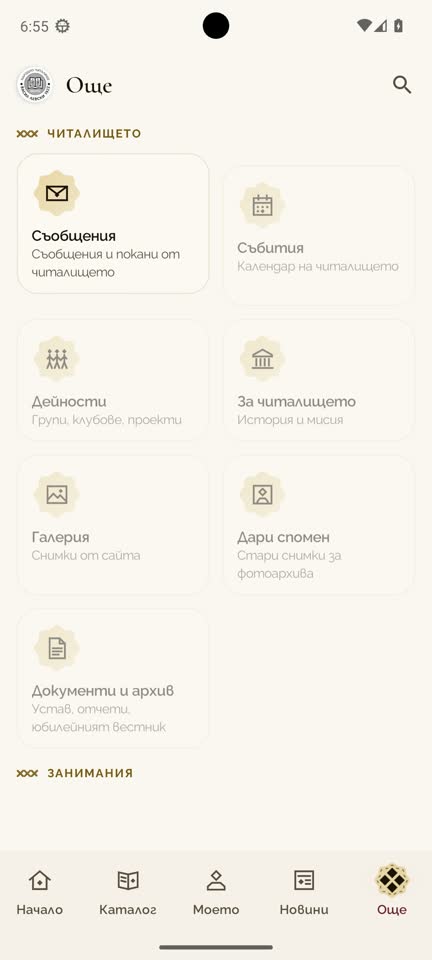 6:55
Още
ЧИТАЛИЩЕТО
Съобщения
Съобщения и покани от
читалището
Събития
Календар на читалището
Дейности
Групи, клубове, проекти
За читалището
История и мисия
Галерия
Снимки от сайта
Дари спомен
Стари снимки за
фотоархива
Документи и архив
Устав, отчети,
юбилейният вестник
ЗАНИМАНИЯ
Начало
Каталог
Моето
Новини
Още